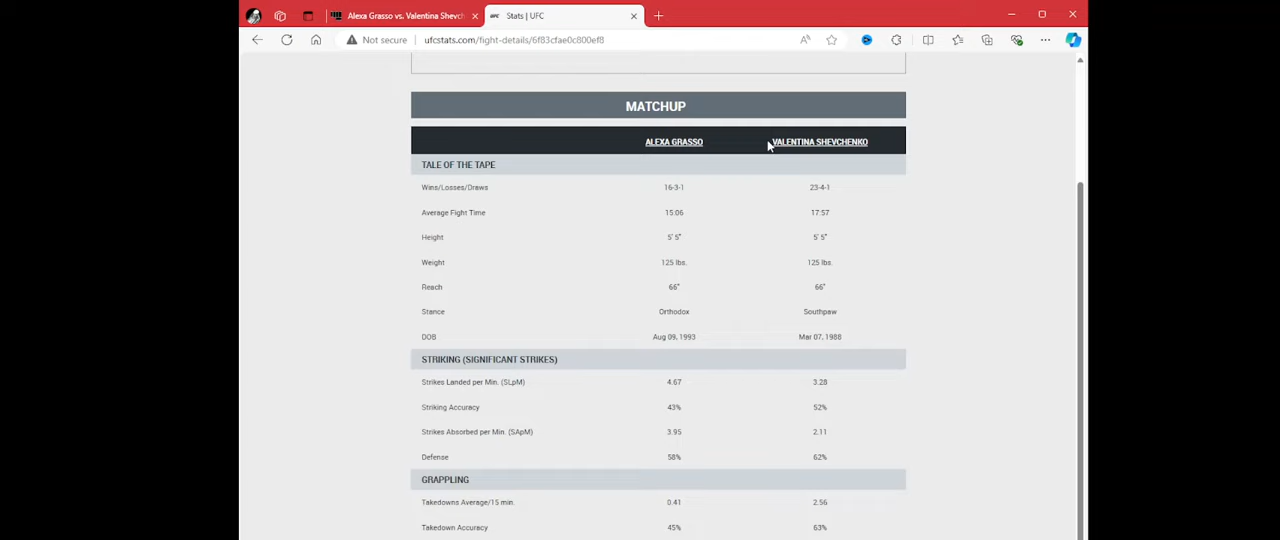 Alexa Grasso vs. Valentina Shevch
Stats | UFC
Not secure
ufcstats.com/fight-details/6f83cfae0c800ef8
MATCHUP
ALEXA GRASSO VALENTINA SHEVCHENKO
TALE OF THE TAPE
Wins/Losses/Draws 16-3-1 23-4-1
Average Fight Time 15:06 17:57
Height 5' 5" 5' 5"
Weight 125 lbs. 125 lbs.
Reach 66" 66"
Stance Orthodox Southpaw
DOB Aug 09, 1993 Mar 07, 1988
STRIKING (SIGNIFICANT STRIKES)
Strikes Landed per Min. (SLpM) 4.67 3.28
Striking Accuracy 43% 52%
Strikes Absorbed per Min. (SApM) 3.95 2.11
Defense 58% 62%
GRAPPLING
Takedowns Average/15 min. 0.41 2.56
Takedown Accuracy 45% 63%